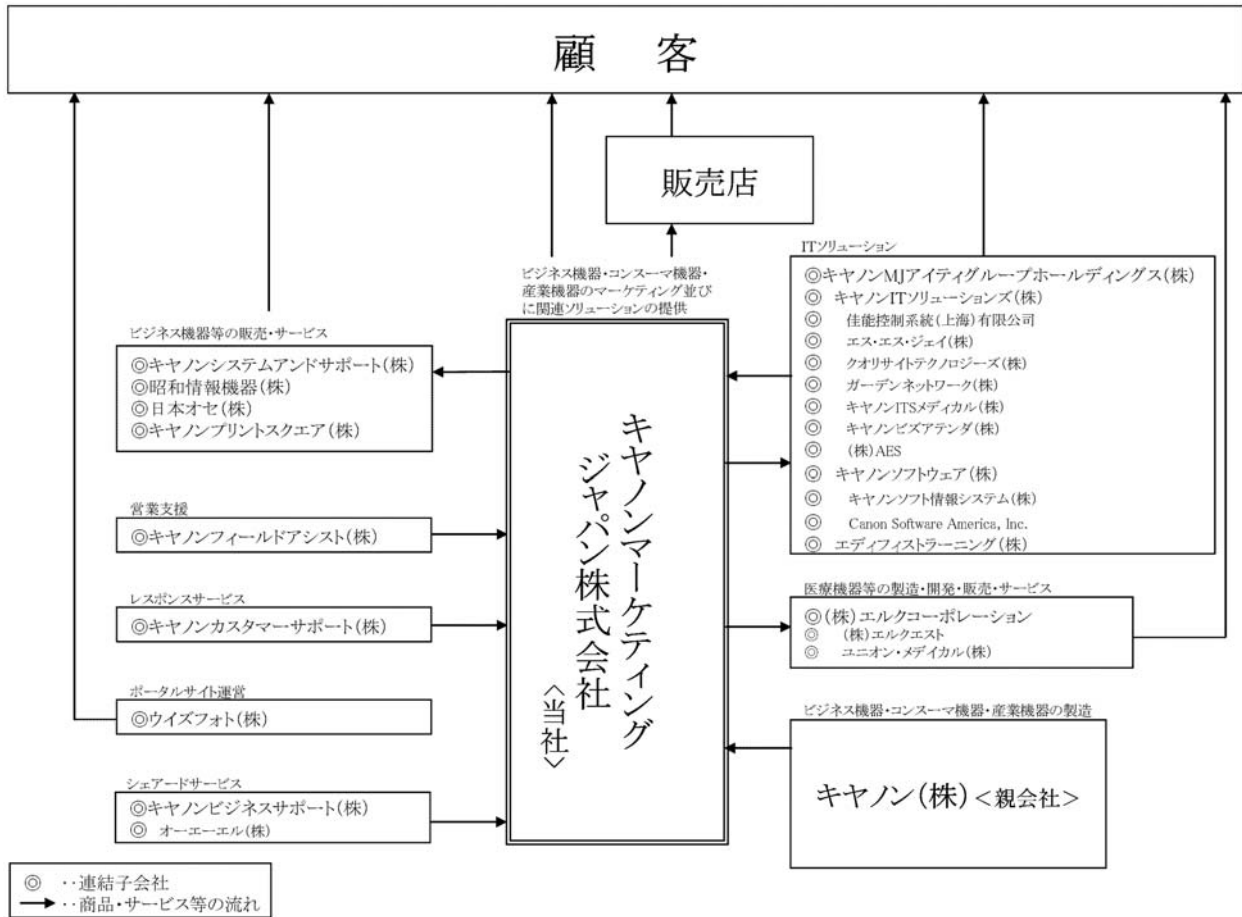 顧 客
販売店
ビジネス機器・コンスーマ機器・
産業機器のマーケティング並び
に関連ソリューションの提供
キヤノンマーケティング
ジャパン株式会社
<当社>
ビジネス機器等の販売・サービス
◎キヤノンシステムアンドサポート(株)
◎昭和情報機器(株)
◎日本オセ(株)
◎キヤノンプリントスクエア(株)
営業支援
◎キヤノンフィールドアシスト(株)
レスポンスサービス
◎キヤノンカスタマーサポート(株)
ポータルサイト運営
◎ウイズフォト(株)
シェアードサービス
◎キヤノンビジネスサポート(株)
◎ オーエーエル(株)
ITソリューション
◎キヤノンMJアイティグループホールディングス(株)
◎ キヤノンITソリューションズ(株)
◎ 佳能控制系統(上海)有限公司
◎ エス・エス・ジェイ(株)
◎ クオリサイトテクノロジーズ(株)
◎ ガーデンネットワーク(株)
◎ キヤノンITSメディカル(株)
◎ キヤノンビズアテンダ(株)
◎ (株)AES
◎ キヤノンソフトウェア(株)
◎ キヤノンソフト情報システム(株)
◎ Canon Software America, Inc.
◎ エディフィストラーニング(株)
医療機器等の製造・開発・販売・サービス
◎(株)エルクコーポレーション
◎ (株)エルクエスト
◎ ユニオン・メディカル(株)
ビジネス機器・コンスーマ機器・産業機器の製造
キヤノン(株)<親会社>
◎ ‥連結子会社
→ ‥商品・サービス等の流れ